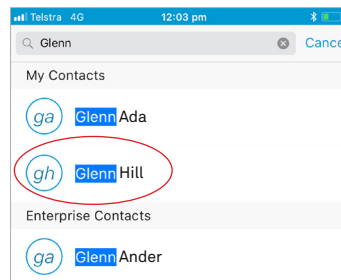 Telstra 4G 12:03 pm
Glenn Cance
My Contacts
ga Glenn Ada
gh Glenn Hill
Enterprise Contacts
ga Glenn Ander